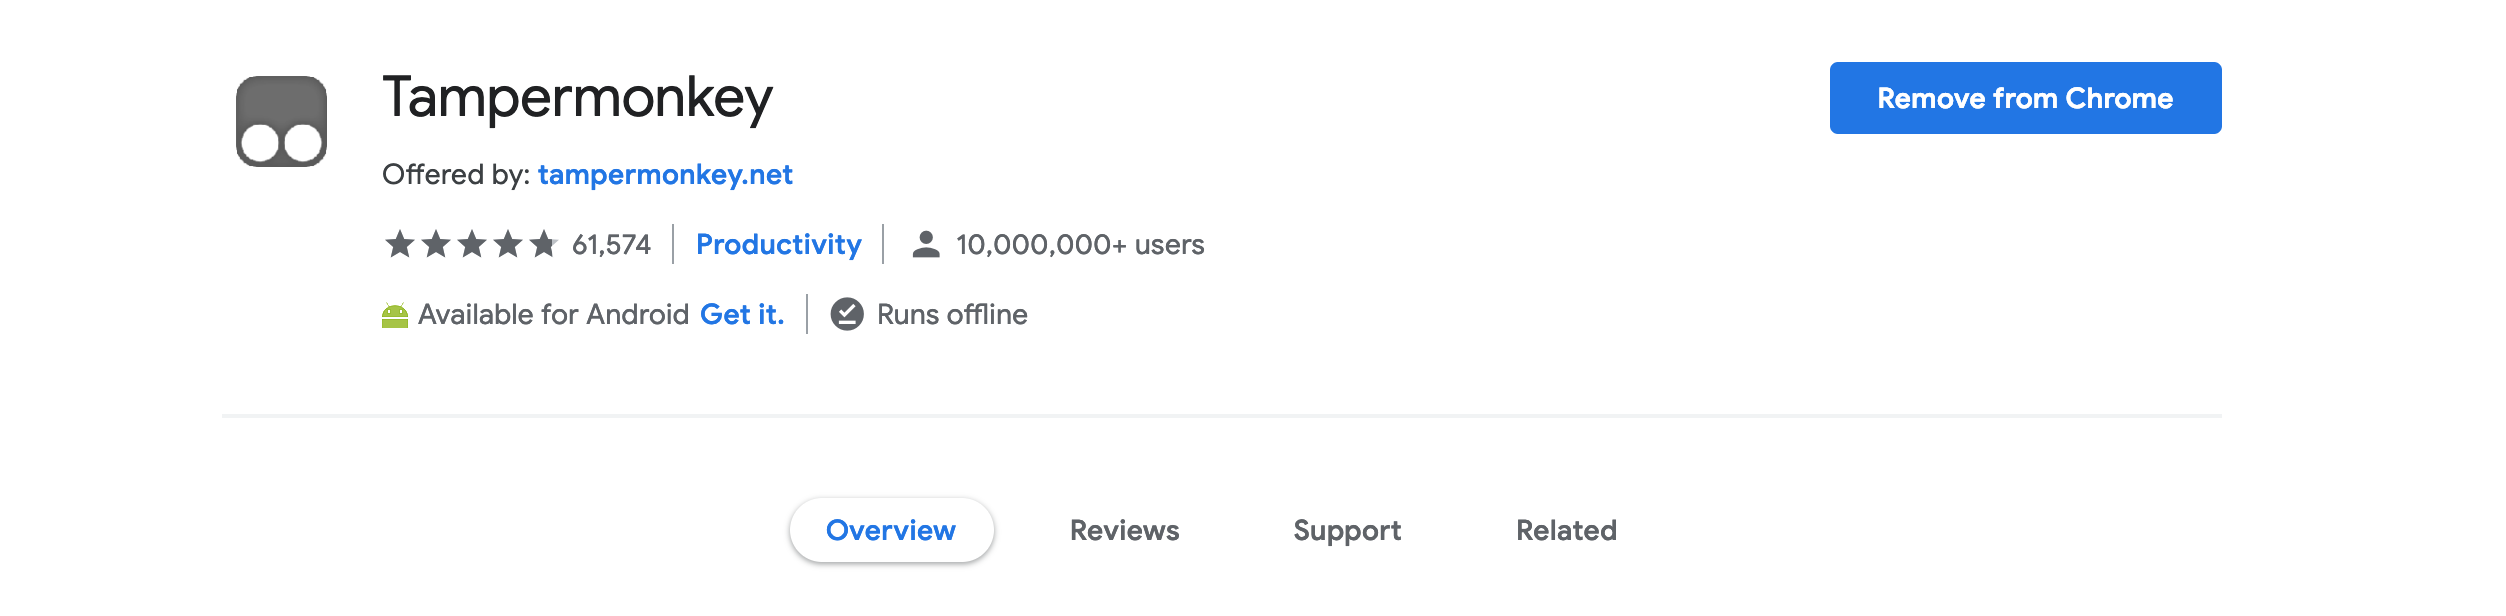 Tampermonkey
Remove from Chrome
Offered by: tampermonkey.net
61,574 Productivity 10,000,000+ users
Available for Android Get it. Runs offline
Overview Reviews Support Related